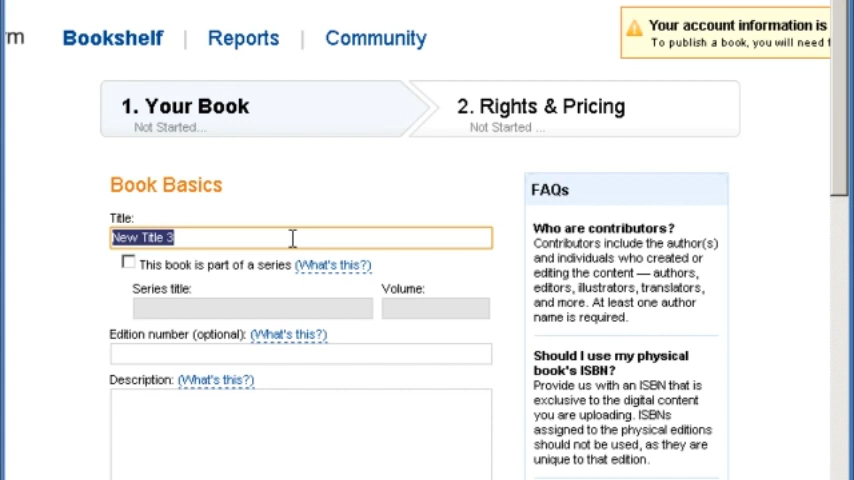 rm Bookshelf | Reports | Community
Your account information is
To publish a book, you will need
1. Your Book
Not Started...
2. Rights & Pricing
Not Started ...
Book Basics
Title:
New Title 3
This book is part of a series (What's this?)
Series title:
Volume:
Edition number (optional): (What's this?)
Description: (What's this?)
FAQs
Who are contributors?
Contributors include the author(s)
and individuals who created or
editing the content — authors,
editors, illustrators, translators,
and more. At least one author
name is required.
Should I use my physical
book's ISBN?
Provide us with an ISBN that is
exclusive to the digital content
you are uploading. ISBNs
assigned to the physical editions
should not be used, as they are
unique to that edition.